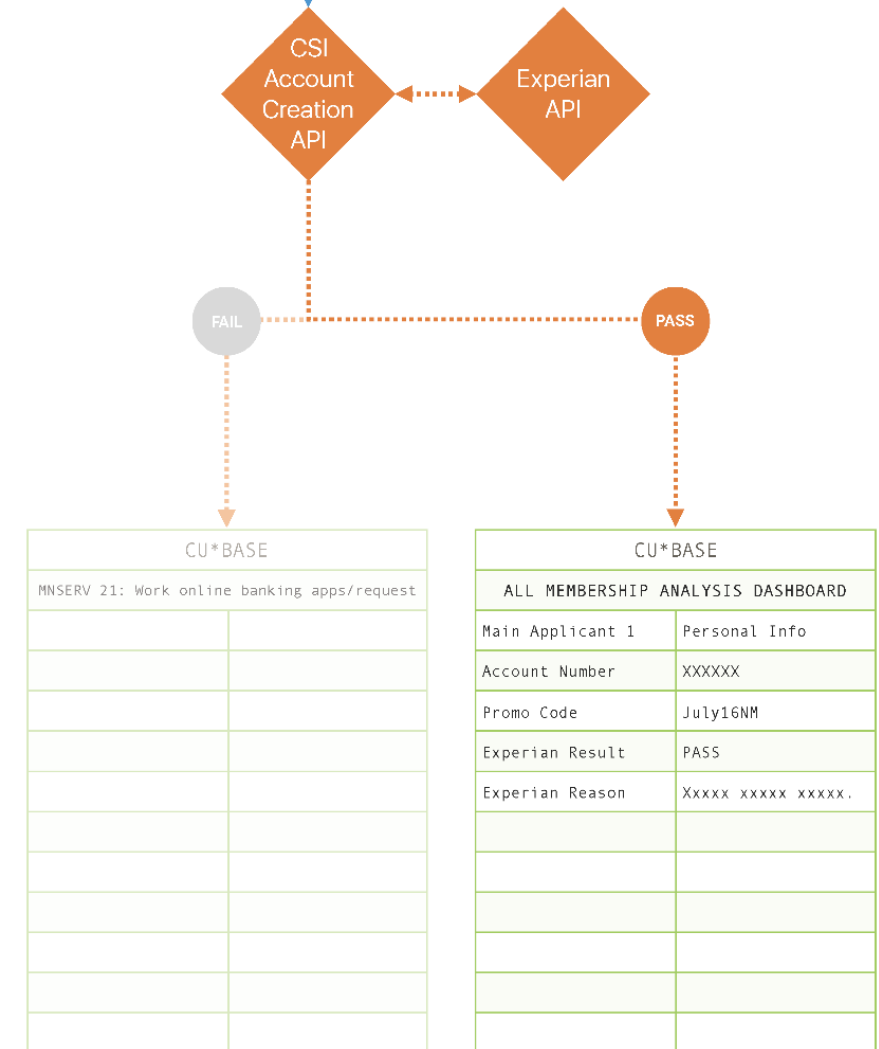 CSI
Account
Creation
API
Experian
API
FAIL
PASS
CU*BASE
MNSERV 21: Work online banking apps/request
CU*BASE
ALL MEMBERSHIP ANALYSIS DASHBOARD
Main Applicant 1 Personal Info
Account Number XXXXXX
Promo Code July16NM
Experian Result PASS
Experian Reason Xxxxx xxxxx xxxxx.